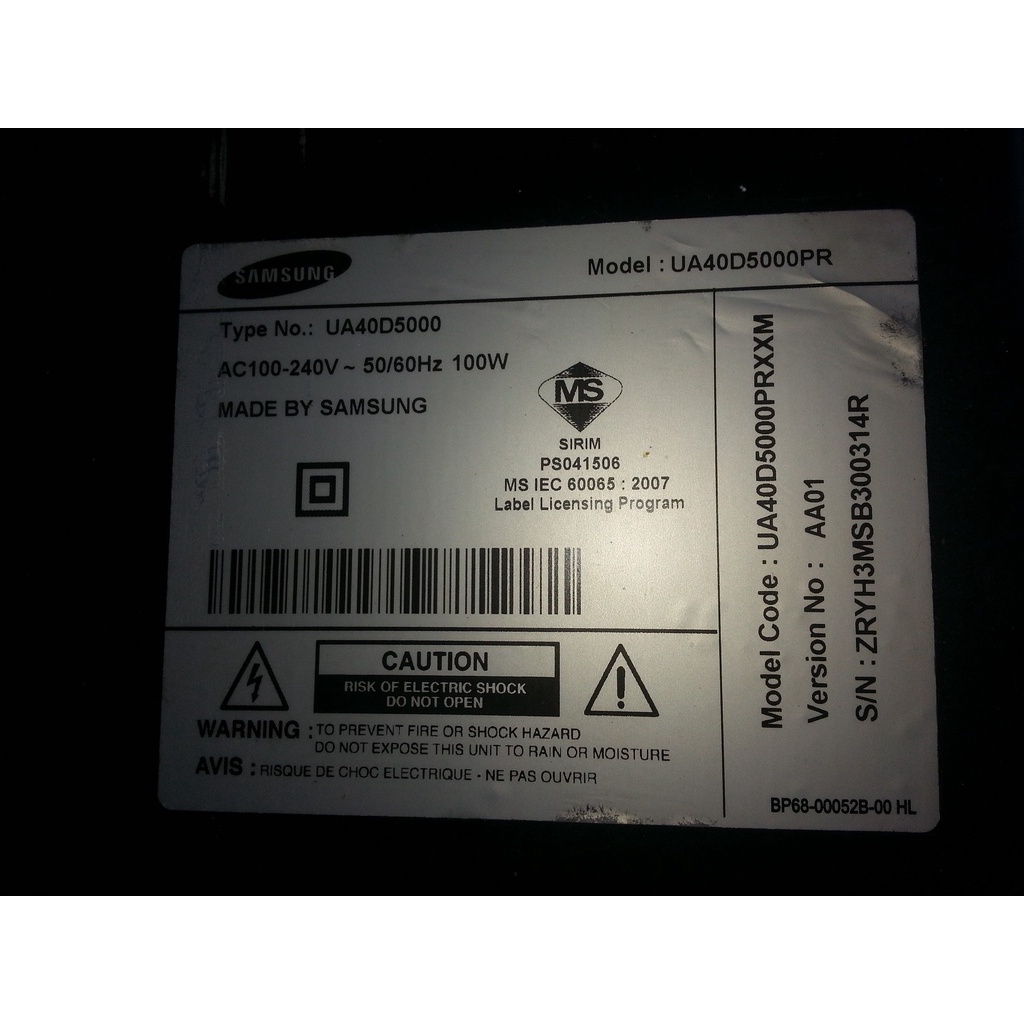 SAMSUNG
Model : UA40D5000PR
Type No.: UA40D5000
AC100-240V ~ 50/60Hz 100W
MADE BY SAMSUNG
MS
SIRIM
PS041506
MS IEC 60065 : 2007
Label Licensing Program
CAUTION
RISK OF ELECTRIC SHOCK
DO NOT OPEN
WARNING : TO PREVENT FIRE OR SHOCK HAZARD
DO NOT EXPOSE THIS UNIT TO RAIN OR MOISTURE
AVIS : RISQUE DE CHOC ELECTRIQUE - NE PAS OUVRIR
Model Code : UA40D5000PRXXM
Version No : AA01
S/N : ZRYH3MSB300314R
BP68-00052B-00 HL